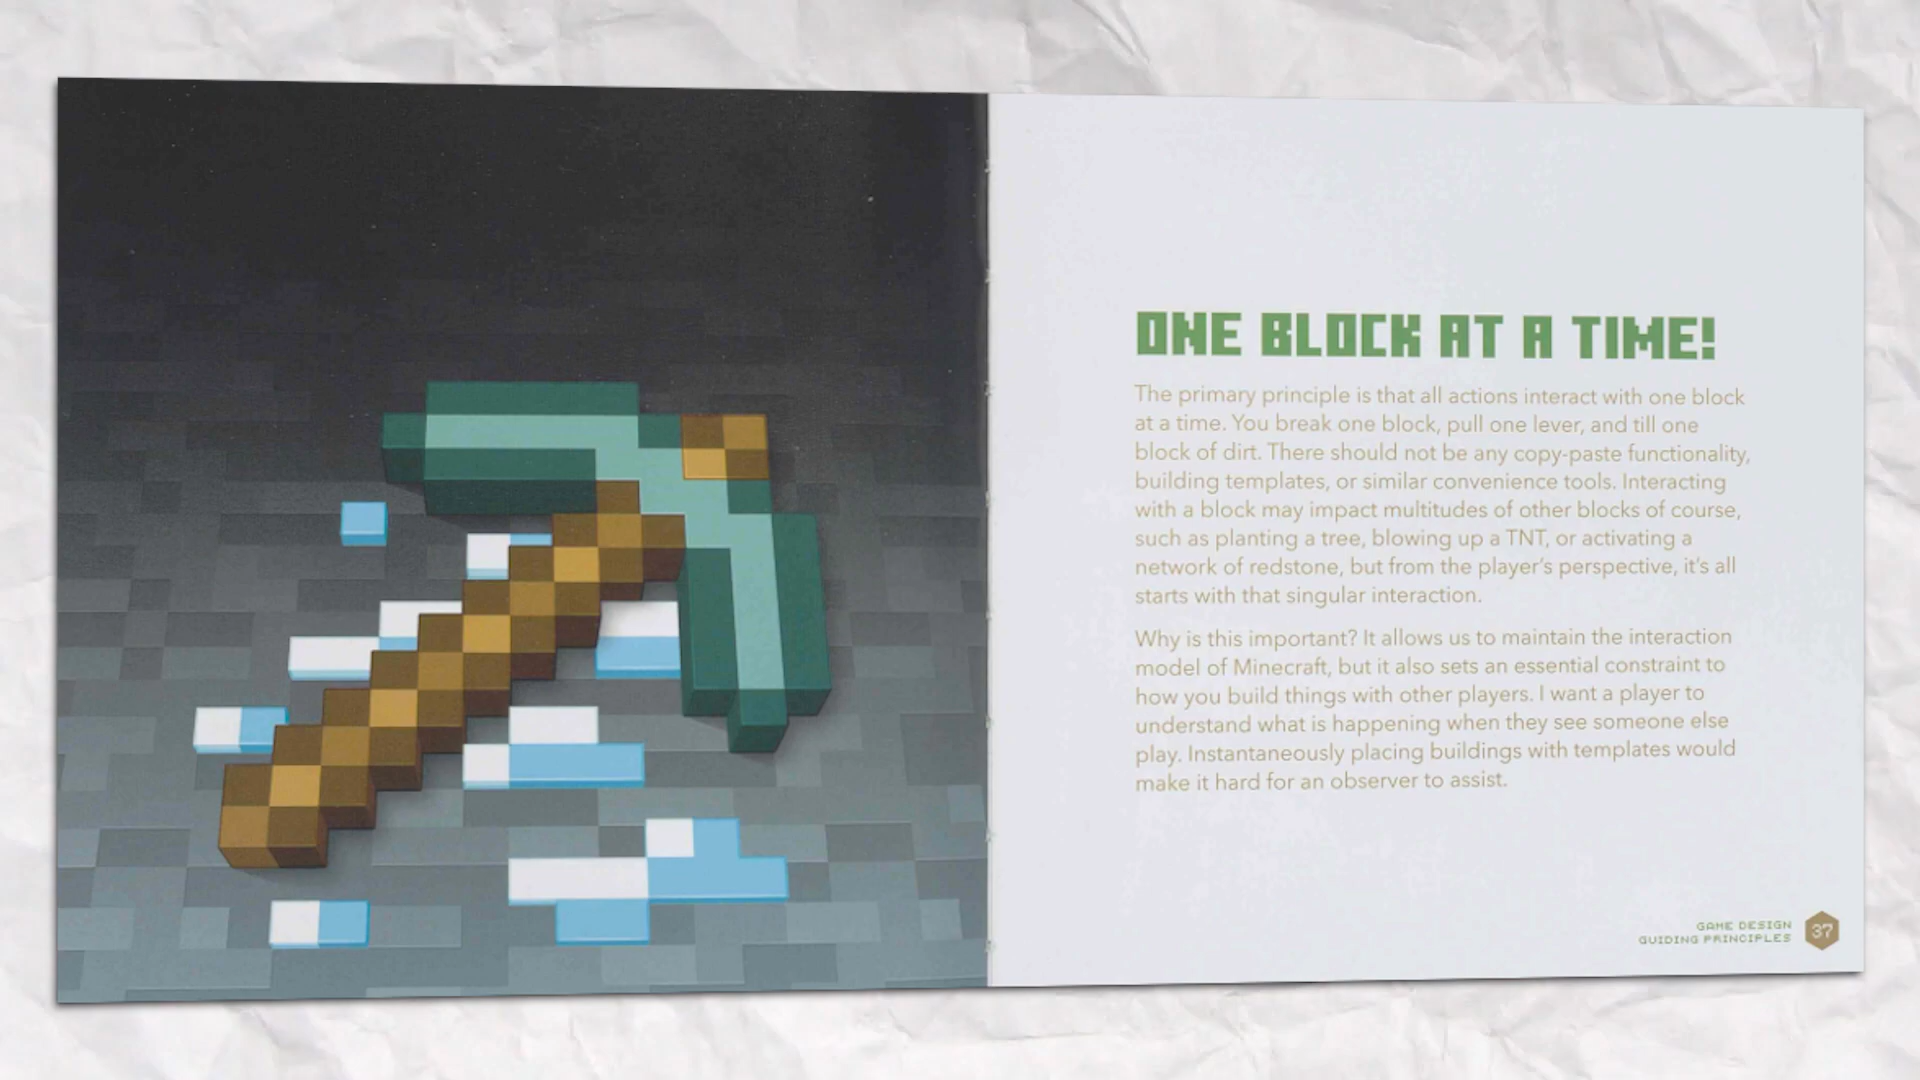 ONE BLOCK AT A TIME!
The primary principle is that all actions interact with one block
at a time. You break one block, pull one lever, and till one
block of dirt. There should not be any copy-paste functionality,
building templates, or similar convenience tools. Interacting
with a block may impact multitudes of other blocks of course,
such as planting a tree, blowing up a TNT, or activating a
network of redstone, but from the player's perspective, it's all
starts with that singular interaction.
Why is this important? It allows us to maintain the interaction
model of Minecraft, but it also sets an essential constraint to
how you build things with other players. I want a player to
understand what is happening when they see someone else
play. Instantaneously placing buildings with templates would
make it hard for an observer to assist.
GAME DESIGN
GUIDING PRINCIPLES
37